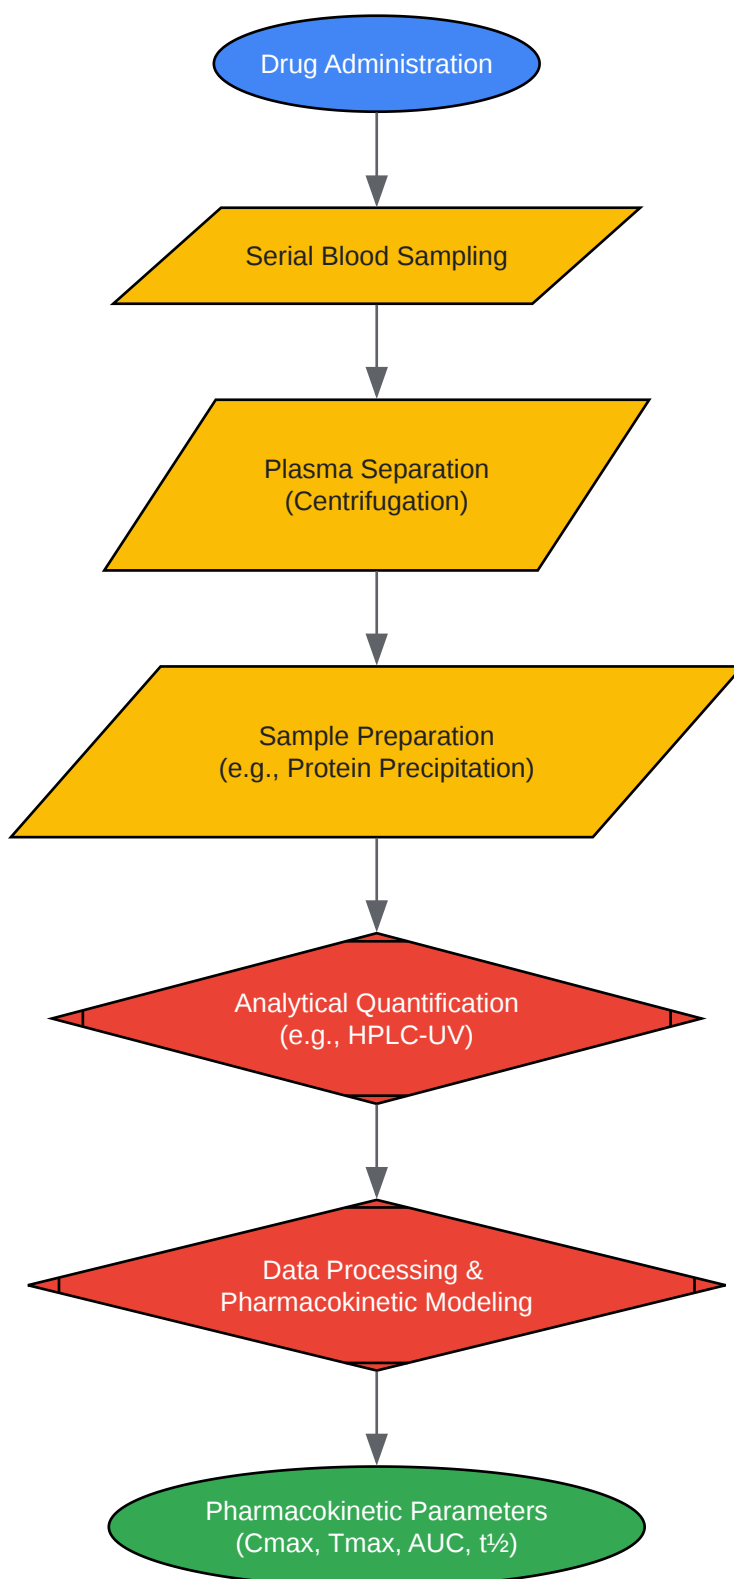 Drug Administration
Serial Blood Sampling
Plasma Separation
(Centrifugation)
Sample Preparation
(e.g., Protein Precipitation)
Analytical Quantification
(e.g., HPLC-UV)
Data Processing &
Pharmacokinetic Modeling
Pharmacokinetic Parameters
(Cmax, Tmax, AUC, t½)